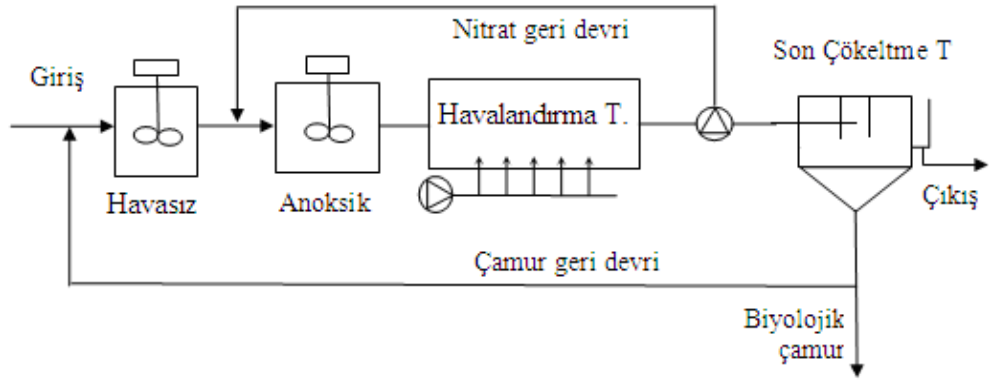 Nitrat geri devri
Son Çökeltme T
Giriş
Havalandırma T.
Havasız
Anoksik
Çıkış
Çamur geri devri
Biyolojik
çamur